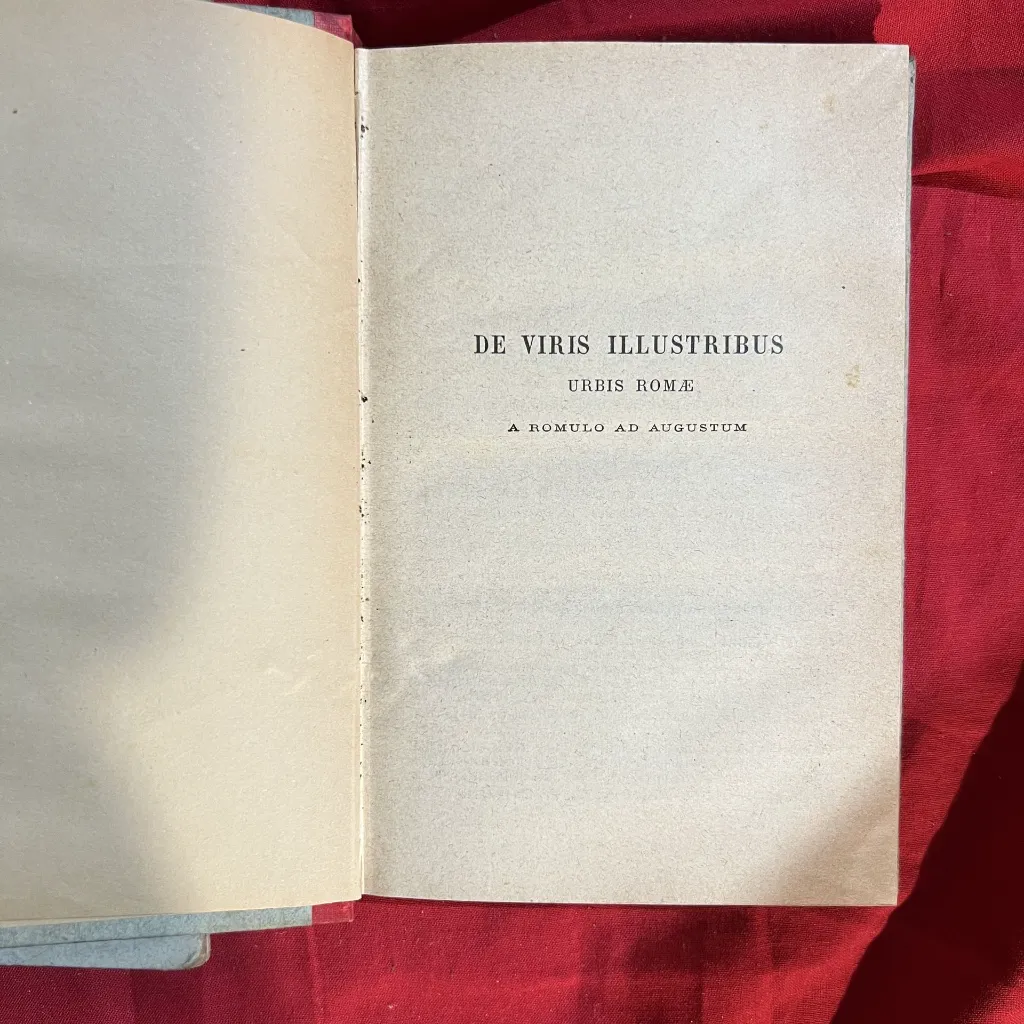 DE VIRIS ILLUSTRIBUS
URBIS ROMÆ
A ROMULO AD AUGUSTUM